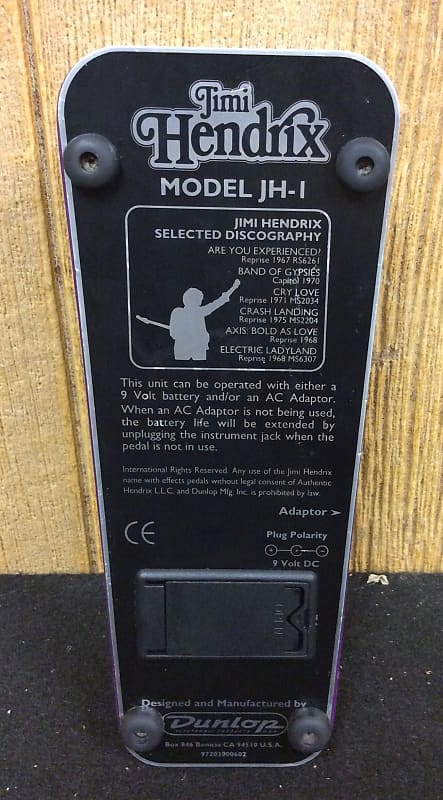 Jimi
Hendrix
MODEL JH-1
JIMI HENDRIX
SELECTED DISCOGRAPHY
ARE YOU EXPERIENCED?
Reprise 1967 RS6261
BAND OF GYPSIES
Capitol 1970
CRY LOVE
Reprise 1971 MS2034
CRASH LANDING
Reprise 1975 MS2204
AXIS: BOLD AS LOVE
Reprise 1968
ELECTRIC LADYLAND
Reprise 1968 MS6307
This unit can be operated with either a
9 Volt battery and/or an AC Adaptor.
When an AC Adaptor is not being used,
the battery life will be extended by
unplugging the instrument jack when the
pedal is not in use.
International Rights Reserved. Any use of the Jimi Hendrix
name with effects pedals without legal consent of Authentic
Hendrix L.L.C. and Dunlop Mfg. Inc. is prohibited by law.
Adaptor ➤
CE
Plug Polarity
9 Volt DC
OPEN
Designed and Manufactured by
Dunlop
ELECTRONIC PRODUCTS U.S.A.
Box 846 Benicia CA 94510 U.S.A.
97203000602